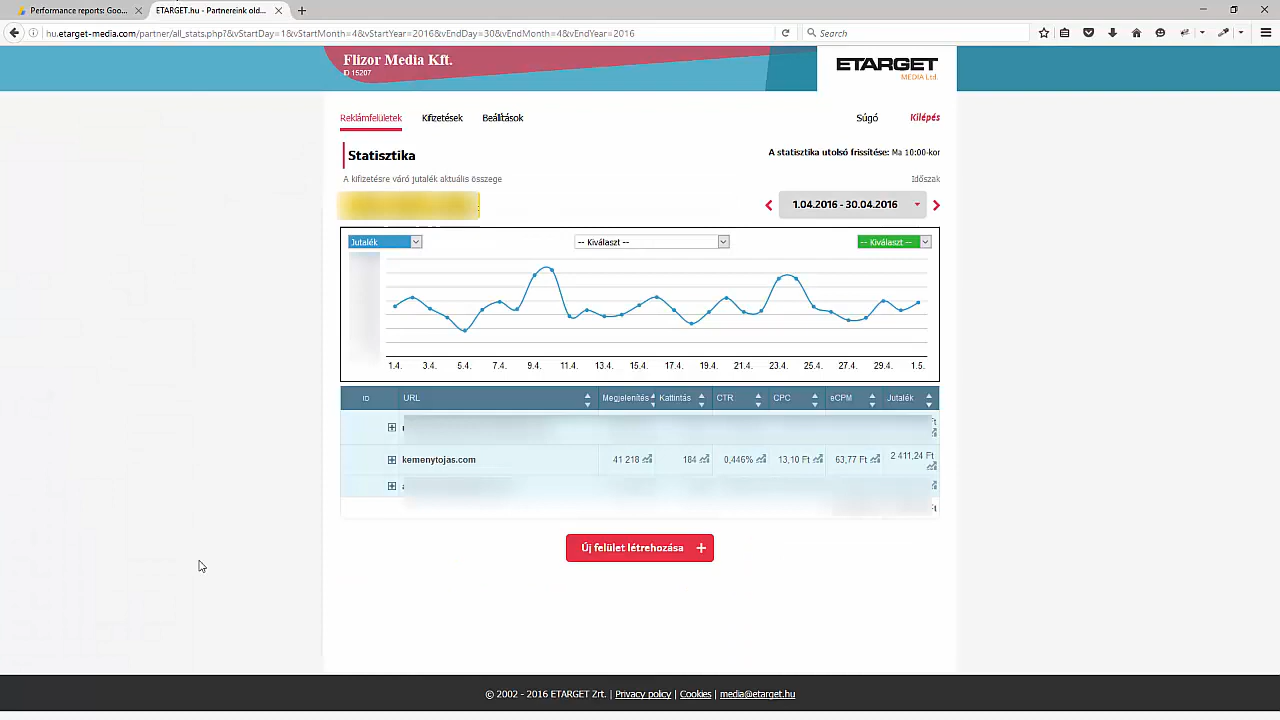 Performance reports: Goo...
ETARGET.hu - Partnereink old...
hu.etarget-media.com/partner/all_stats.php?&vStartDay=1&vStartMonth=4&vStartYear=2016&vEndDay=30&vEndMonth=4&vEndYear=2016
Search
Flizor Media Kft.
ID 15207
ETARGET
MEDIA Ltd.
Reklámfelületek Kifizetések Beállítások Súgó Kilépés
Statisztika
A statisztika utolsó frissítése: Ma 10:00-kor
A kifizetésre váró jutalék aktuális összege
Időszak
1.04.2016 - 30.04.2016
Jutalék -- Kiválaszt -- -- Kiválaszt --
1.4. 3.4. 5.4. 7.4. 9.4. 11.4. 13.4. 15.4. 17.4. 19.4. 21.4. 23.4. 25.4. 27.4. 29.4. 1.5.
ID URL Megjelenítés Kattintás CTR CPC eCPM Jutalék
kemenytojas.com 41 218 184 0,446% 13,10 Ft 63,77 Ft 2 411,24 Ft
Új felület létrehozása +
© 2002 - 2016 ETARGET Zrt. | Privacy policy | Cookies | media@etarget.hu